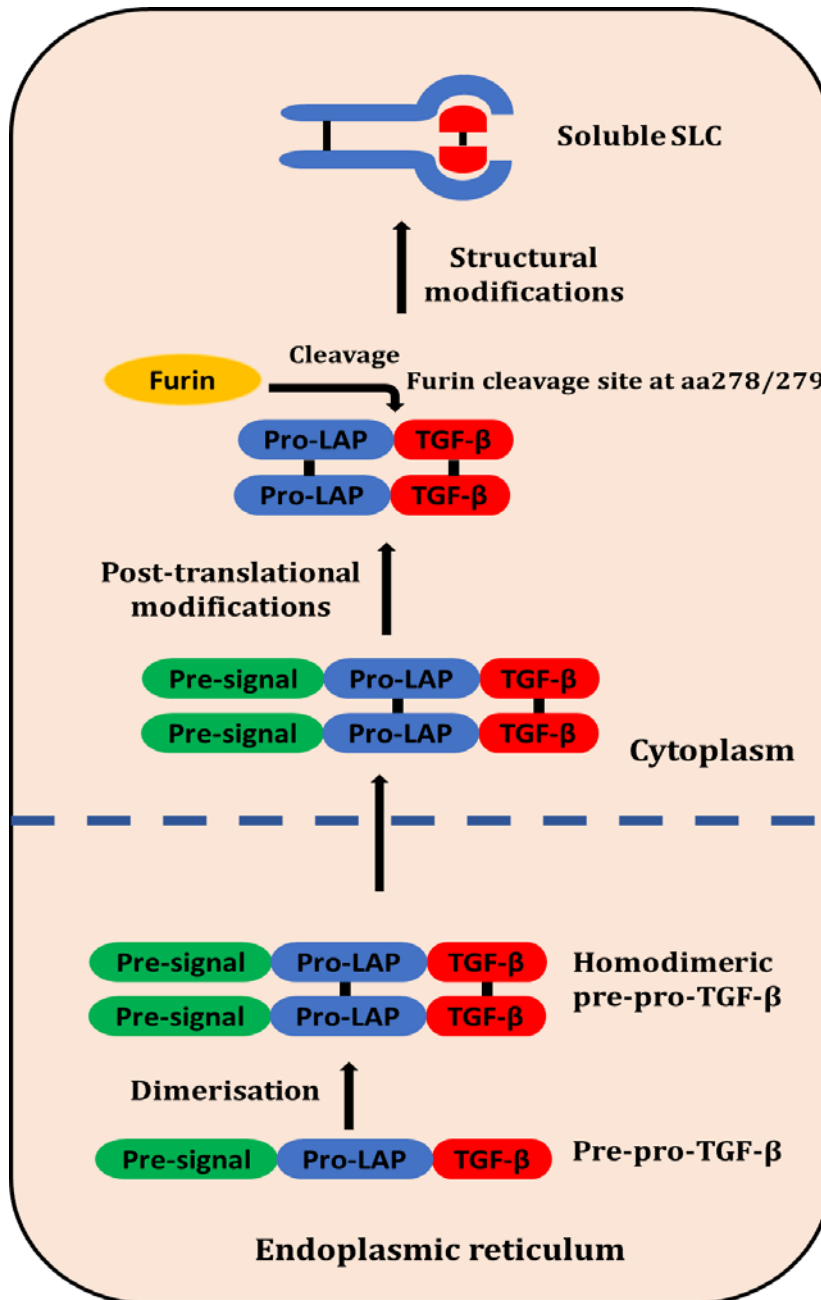 Soluble SLC
Structural
modifications
Cleavage
Furin
Furin cleavage site at aa278/279
Pro-LAP TGF-β
Pro-LAP TGF-β
Post-translational
modifications
Pre-signal Pro-LAP TGF-β
Pre-signal Pro-LAP TGF-β
Cytoplasm
Pre-signal Pro-LAP TGF-β
Pre-signal Pro-LAP TGF-β
Homodimeric
pre-pro-TGF-β
Dimerisation
Pre-signal Pro-LAP TGF-β
Pre-pro-TGF-β
Endoplasmic reticulum